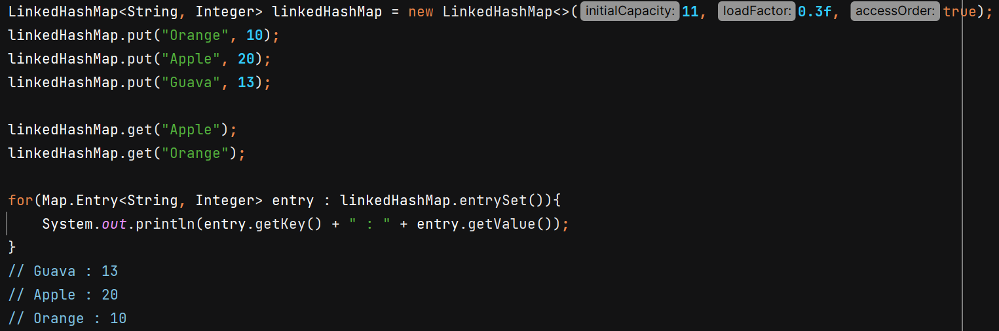 LinkedHashMap<String, Integer> linkedHashMap = new LinkedHashMap<>(initialCapacity: 11, loadFactor: 0.3f, accessOrder: true);
linkedHashMap.put("Orange", 10);
linkedHashMap.put("Apple", 20);
linkedHashMap.put("Guava", 13);
linkedHashMap.get("Apple");
linkedHashMap.get("Orange");
for(Map.Entry<String, Integer> entry : linkedHashMap.entrySet()){
    System.out.println(entry.getKey() + " : " + entry.getValue());
}
// Guava : 13
// Apple : 20
// Orange : 10